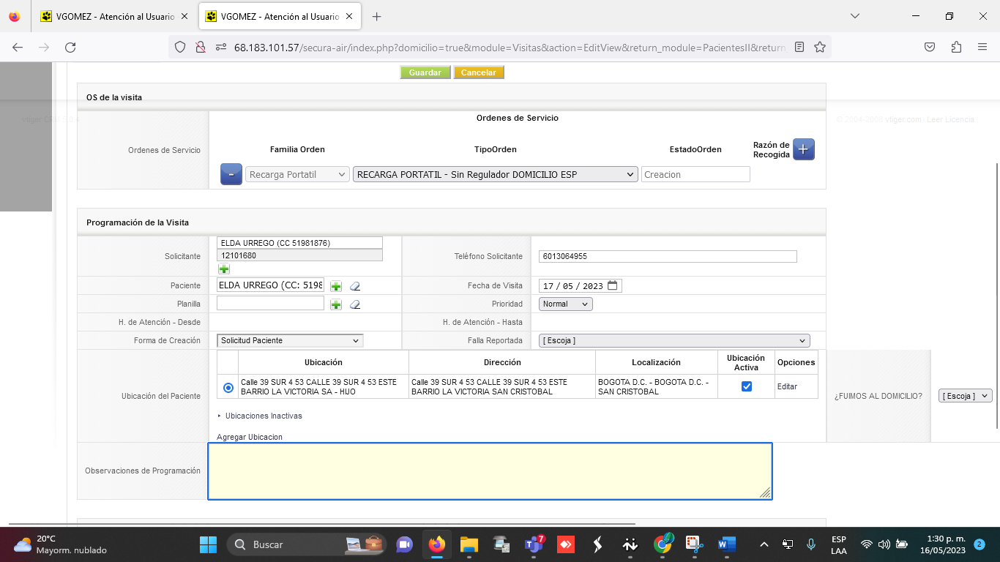 VGOMEZ - Atención al Usuario
VGOMEZ - Atención al Usuario
68.183.101.57/secura-air/index.php?domicilio=true&module=Visitas&action=EditView&return_module=PacientesII&return_
Guardar
Cancelar
OS de la visita
© 2004-2008 vtiger.com | Leer Licencia |
Ordenes de Servicio
Ordenes de Servicio
Familia Orden
TipoOrden
EstadoOrden
Razón de
Recogida
+
-
Recarga Portatil
RECARGA PORTATIL - Sin Regulador DOMICILIO ESP
Creacion
Programación de la Visita
Solicitante
ELDA URREGO (CC 51981876)
12101680
Teléfono Solicitante
6013064955
Paciente
ELDA URREGO (CC: 5198
Fecha de Visita
17 / 05 / 2023
Planilla
Prioridad
Normal
H. de Atención - Desde
H. de Atención - Hasta
Forma de Creación
Solicitud Paciente
Falla Reportada
[ Escoja ]
Ubicación del Paciente
Ubicación
Dirección
Localización
Ubicación
Activa
Opciones
Calle 39 SUR 4 53 CALLE 39 SUR 4 53 ESTE
BARRIO LA VICTORIA SA - HIJO
Calle 39 SUR 4 53 CALLE 39 SUR 4 53 ESTE
BARRIO LA VICTORIA SAN CRISTOBAL
BOGOTA D.C. - BOGOTA D.C. -
SAN CRISTOBAL
Editar
Ubicaciones Inactivas
Agregar Ubicacion
¿FUIMOS AL DOMICILIO?
[ Escoja ]
Observaciones de Programación
20°C
Mayorm. nublado
Buscar
7
ESP
LAA
1:30 p. m.
16/05/2023
2